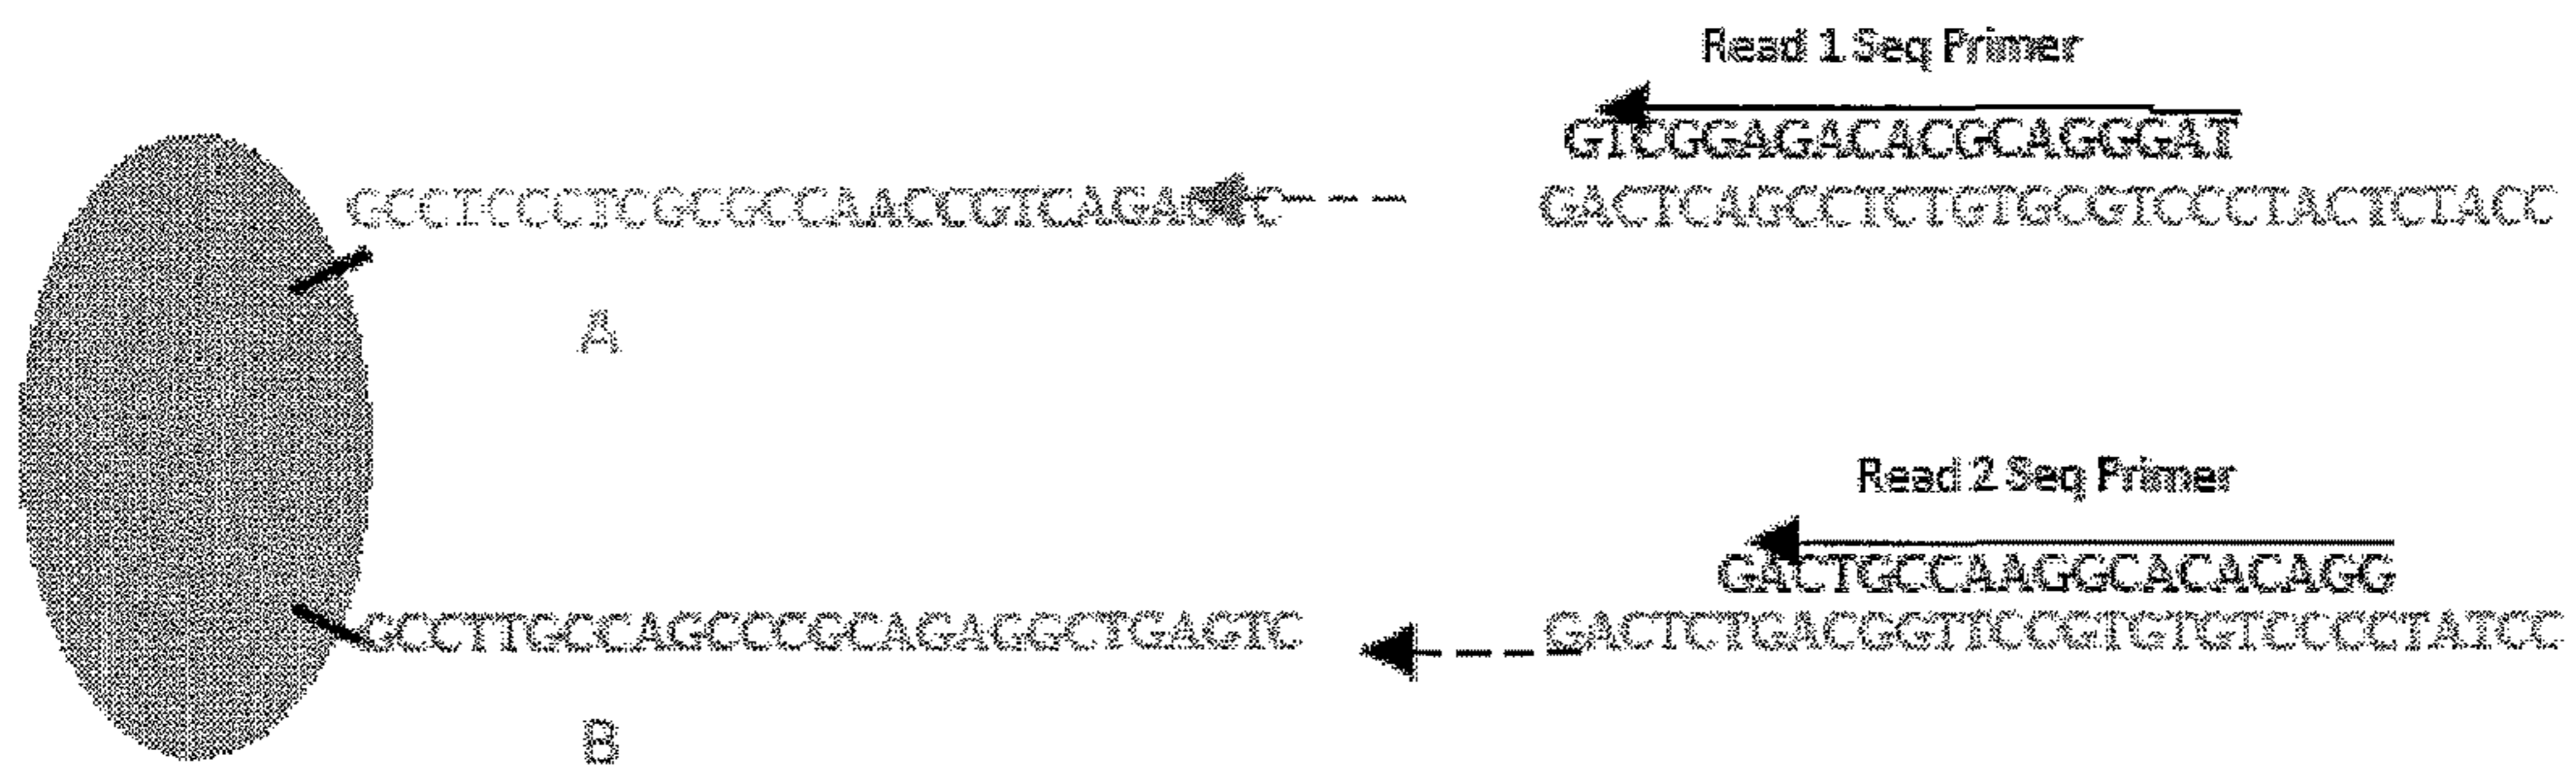 Read 1 Seq Primer
GTCGGAGACACGCAGGGAT
GCCTCCCTCGCGCCAACCGTCAGAGTC GACTCAGCCTCTGTGCGTCCCTACTCTACC
A
Read 2 Seq Primer
GACTGCCAAGGCACACAGG
GCCTTGCCAGCCCGCAGAGGCTGAGTC GACTCTGACGGTTCCGTGTGTCCCCTATCC
B